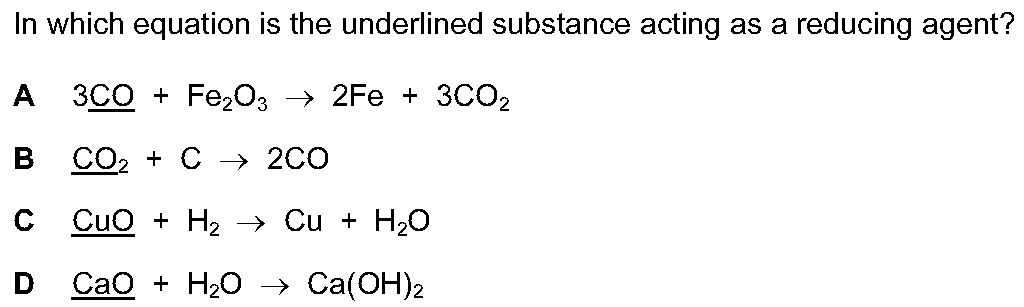 In which equation is the underlined substance acting as a reducing agent?
A 3CO + Fe₂O₃ → 2Fe + 3CO₂
B CO₂ + C → 2CO
C CuO + H₂ → Cu + H₂O
D CaO + H₂O → Ca(OH)₂